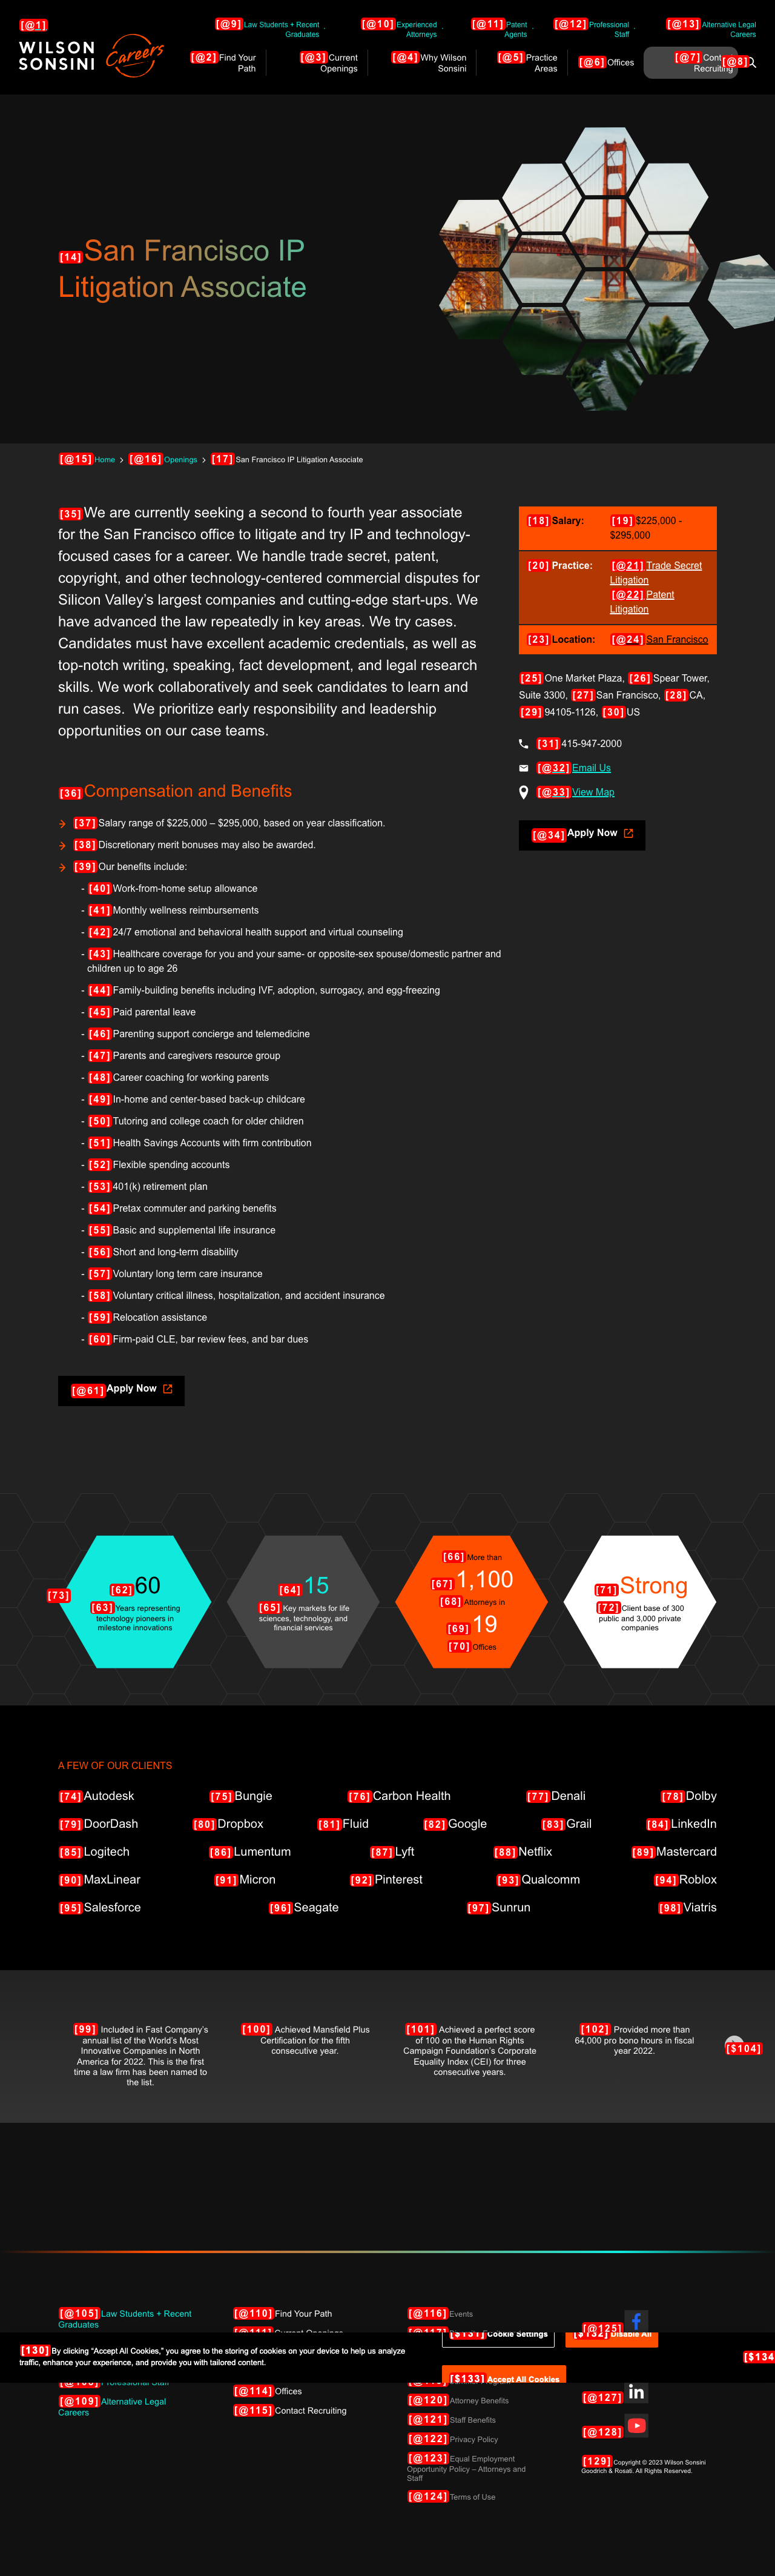 [@1]
WILSON
SONSINI
Careers
[@9] Law Students + Recent
Graduates
[@10] Experienced
Attorneys
[@11] Patent
Agents
[@12] Professional
Staff
[@13] Alternative Legal
Careers
[@2] Find Your
Path
[@3] Current
Openings
[@4] Why Wilson
Sonsini
[@5] Practice
Areas
[@6] Offices
[@7]
Recruiting
[@8]
[14] San Francisco IP
Litigation Associate
[@15] Home
[@16] Openings
[17] San Francisco IP Litigation Associate
[35] We are currently seeking a second to fourth year associate
for the San Francisco office to litigate and try IP and technology-
focused cases for a career. We handle trade secret, patent,
copyright, and other technology-centered commercial disputes for
Silicon Valley’s largest companies and cutting-edge start-ups. We
have advanced the law repeatedly in key areas. We try cases.
Candidates must have excellent academic credentials, as well as
top-notch writing, speaking, fact development, and legal research
skills. We work collaboratively and seek candidates to learn and
run cases. We prioritize early responsibility and leadership
opportunities on our case teams.
[18] Salary: [19] $225,000 -
$295,000
[20] Practice: [@21] Trade Secret
Litigation
[@22] Patent
Litigation
[23] Location: [@24] San Francisco
[25] One Market Plaza, [26] Spear Tower,
Suite 3300, [27] San Francisco, [28] CA,
[29] 94105-1126, [30] US
[31] 415-947-2000
[@32] Email Us
[@33] View Map
[@34] Apply Now
[36] Compensation and Benefits
[37] Salary range of $225,000 – $295,000, based on year classification.
[38] Discretionary merit bonuses may also be awarded.
[39] Our benefits include:
- [40] Work-from-home setup allowance
- [41] Monthly wellness reimbursements
- [42] 24/7 emotional and behavioral health support and virtual counseling
- [43] Healthcare coverage for you and your same- or opposite-sex spouse/domestic partner and
children up to age 26
- [44] Family-building benefits including IVF, adoption, surrogacy, and egg-freezing
- [45] Paid parental leave
- [46] Parenting support concierge and telemedicine
- [47] Parents and caregivers resource group
- [48] Career coaching for working parents
- [49] In-home and center-based back-up childcare
- [50] Tutoring and college coach for older children
- [51] Health Savings Accounts with firm contribution
- [52] Flexible spending accounts
- [53] 401(k) retirement plan
- [54] Pretax commuter and parking benefits
- [55] Basic and supplemental life insurance
- [56] Short and long-term disability
- [57] Voluntary long term care insurance
- [58] Voluntary critical illness, hospitalization, and accident insurance
- [59] Relocation assistance
- [60] Firm-paid CLE, bar review fees, and bar dues
[@61] Apply Now
[73]
[62] 60
[63] Years representing
technology pioneers in
milestone innovations
[64] 15
[65] Key markets for life
sciences, technology, and
financial services
[66] More than
[67] 1,100
[68] Attorneys in
[69] 19
[70] Offices
[71] Strong
[72] Client base of 300
public and 3,000 private
companies
A FEW OF OUR CLIENTS
[74] Autodesk [75] Bungie [76] Carbon Health [77] Denali [78] Dolby
[79] DoorDash [80] Dropbox [81] Fluid [82] Google [83] Grail [84] LinkedIn
[85] Logitech [86] Lumentum [87] Lyft [88] Netflix [89] Mastercard
[90] MaxLinear [91] Micron [92] Pinterest [93] Qualcomm [94] Roblox
[95] Salesforce [96] Seagate [97] Sunrun [98] Viatris
[99] Included in Fast Company’s
annual list of the World’s Most
Innovative Companies in North
America for 2022. This is the first
time a law firm has been named to
the list.
[100] Achieved Mansfield Plus
Certification for the fifth
consecutive year.
[101] Achieved a perfect score
of 100 on the Human Rights
Campaign Foundation’s Corporate
Equality Index (CEI) for three
consecutive years.
[102] Provided more than
64,000 pro bono hours in fiscal
year 2022.
[$104]
[@105] Law Students + Recent
Graduates
[@110] Find Your Path
[@116] Events
[@125]
[130] By clicking “Accept All Cookies,” you agree to the storing of cookies on your device to help us analyze
traffic, enhance your experience, and provide you with tailored content.
[$131] Cookie Settings
[$132] Disable All
[$133] Accept All Cookies
[$134
[@109] Alternative Legal
Careers
[@114] Offices
[@115] Contact Recruiting
[@120] Attorney Benefits
[@121] Staff Benefits
[@122] Privacy Policy
[@123] Equal Employment
Opportunity Policy – Attorneys and
Staff
[@124] Terms of Use
[@127]
[@128]
[129] Copyright © 2023 Wilson Sonsini
Goodrich & Rosati. All Rights Reserved.